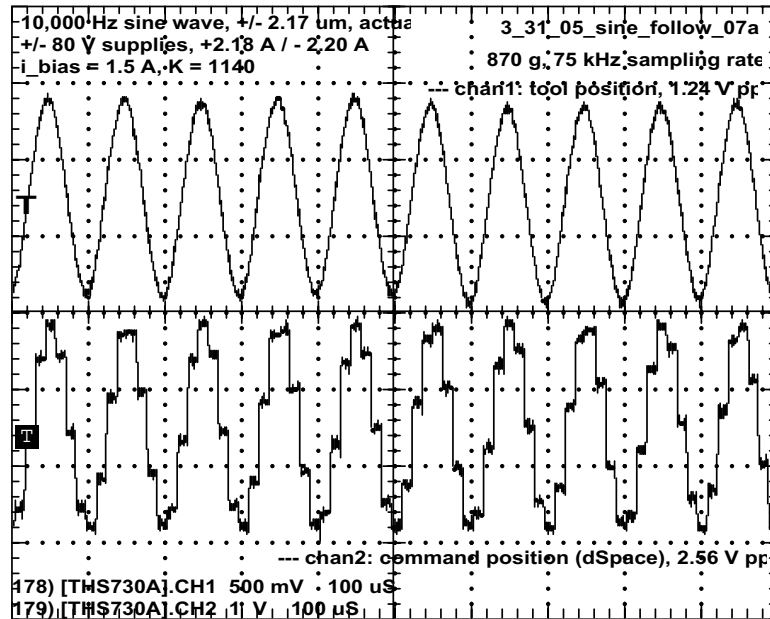 10,000 Hz sine wave, +/- 2.17 um, actua
+/- 80 V supplies, +2.18 A / - 2.20 A
i_bias = 1.5 A, K = 1140
3_31_05_sine_follow_07a
870 g, 75 kHz sampling rate
--- chan1: tool position, 1.24 V pp
T
T
--- chan2: command position (dSpace), 2.56 V pp
178) [THS730A].CH1 500 mV 100 uS
179) [THS730A].CH2 1 V 100 uS